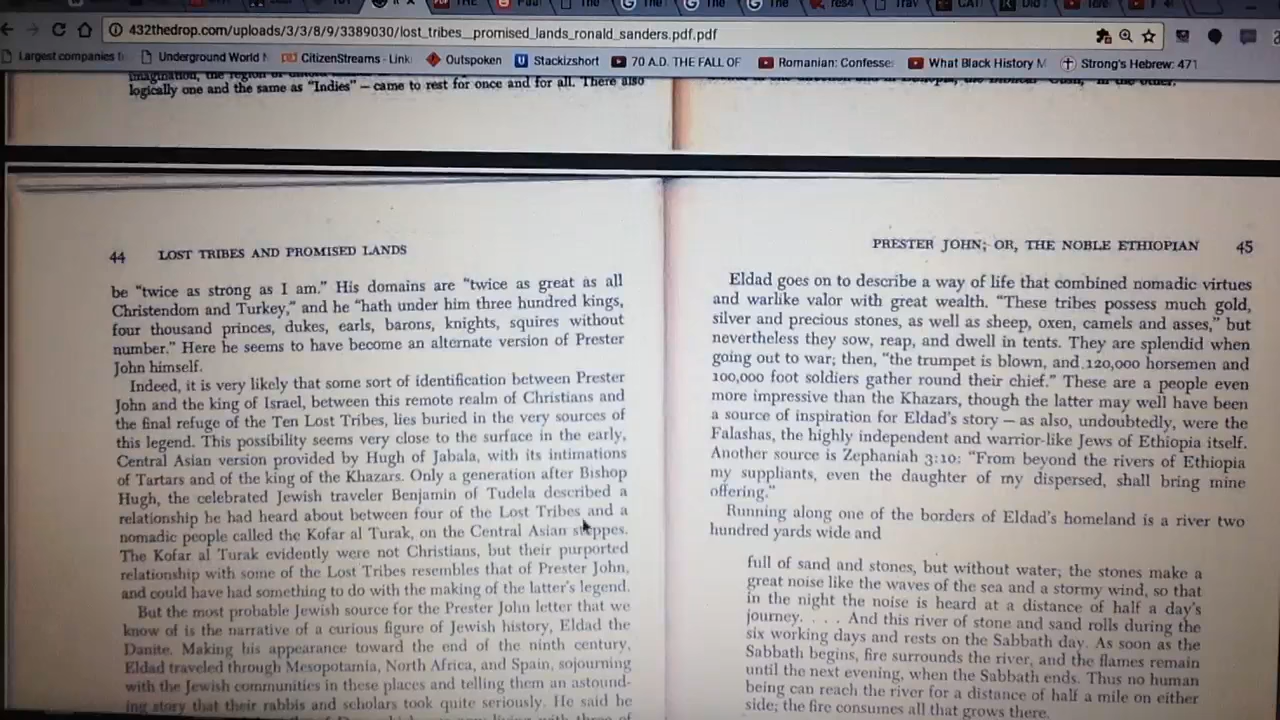 432thedrop.com/uploads/3/3/8/9/3389030/lost_tribes__promised_lands_ronald_sanders.pdf.pdf
Largest companies
Underground World
CitizenStreams - Link
Outspoken
Stackizshort
70 A.D. THE FALL OF
Romanian: Confesse
What Black History M
Strong's Hebrew: 471
logically one and the same as "Indies" — came to rest for once and for all. There also
44 LOST TRIBES AND PROMISED LANDS
be "twice as strong as I am." His domains are "twice as great as all
Christendom and Turkey," and he "hath under him three hundred kings,
four thousand princes, dukes, earls, barons, knights, squires without
number." Here he seems to have become an alternate version of Prester
John himself.
Indeed, it is very likely that some sort of identification between Prester
John and the king of Israel, between this remote realm of Christians and
the final refuge of the Ten Lost Tribes, lies buried in the very sources of
this legend. This possibility seems very close to the surface in the early,
Central Asian version provided by Hugh of Jabala, with its intimations
of Tartars and of the king of the Khazars. Only a generation after Bishop
Hugh, the celebrated Jewish traveler Benjamin of Tudela described a
relationship he had heard about between four of the Lost Tribes and a
nomadic people called the Kofar al Turak, on the Central Asian steppes.
The Kofar al Turak evidently were not Christians, but their purported
relationship with some of the Lost Tribes resembles that of Prester John,
and could have had something to do with the making of the latter's legend.
But the most probable Jewish source for the Prester John letter that we
know of is the narrative of a curious figure of Jewish history, Eldad the
Danite. Making his appearance toward the end of the ninth century,
Eldad traveled through Mesopotamia, North Africa, and Spain, sojourning
with the Jewish communities in these places and telling them an astound-
ing story that their rabbis and scholars took quite seriously. He said he
PRESTER JOHN; OR, THE NOBLE ETHIOPIAN 45
Eldad goes on to describe a way of life that combined nomadic virtues
and warlike valor with great wealth. "These tribes possess much gold,
silver and precious stones, as well as sheep, oxen, camels and asses," but
nevertheless they sow, reap, and dwell in tents. They are splendid when
going out to war; then, "the trumpet is blown, and 120,000 horsemen and
100,000 foot soldiers gather round their chief." These are a people even
more impressive than the Khazars, though the latter may well have been
a source of inspiration for Eldad's story — as also, undoubtedly, were the
Falashas, the highly independent and warrior-like Jews of Ethiopia itself.
Another source is Zephaniah 3:10: "From beyond the rivers of Ethiopia
my suppliants, even the daughter of my dispersed, shall bring mine
offering."
Running along one of the borders of Eldad's homeland is a river two
hundred yards wide and
full of sand and stones, but without water; the stones make a
great noise like the waves of the sea and a stormy wind, so that
in the night the noise is heard at a distance of half a day's
journey. . . . And this river of stone and sand rolls during the
six working days and rests on the Sabbath day. As soon as the
Sabbath begins, fire surrounds the river, and the flames remain
until the next evening, when the Sabbath ends. Thus no human
being can reach the river for a distance of half a mile on either
side; the fire consumes all that grows there.